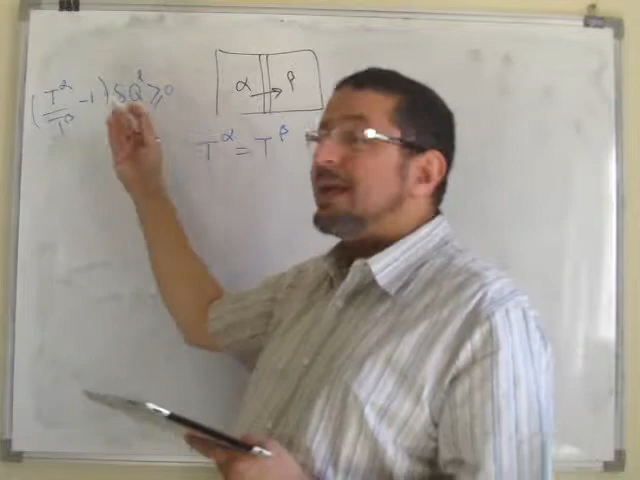 (T^α/T^β - 1) δQ^i ≥ 0
α → β
T^α = T^β